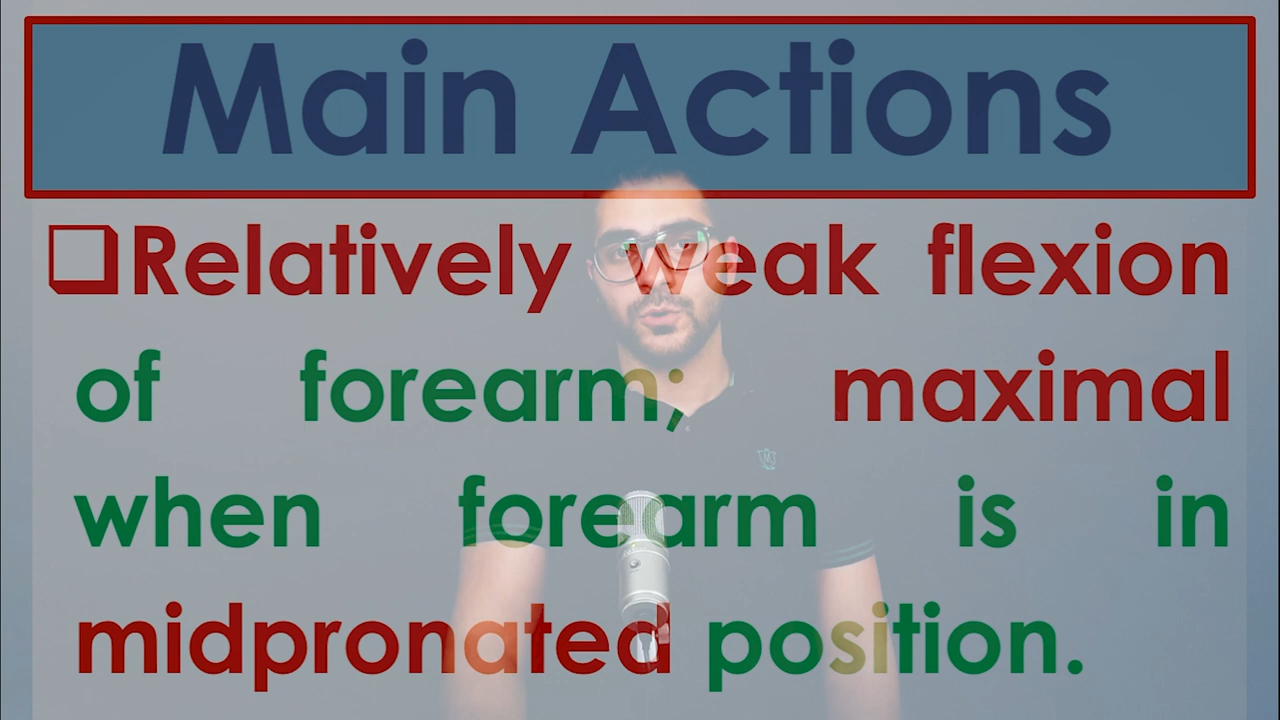 Main Actions
❑Relatively weak flexion
of forearm; maximal
when forearm is in
midpronated position.